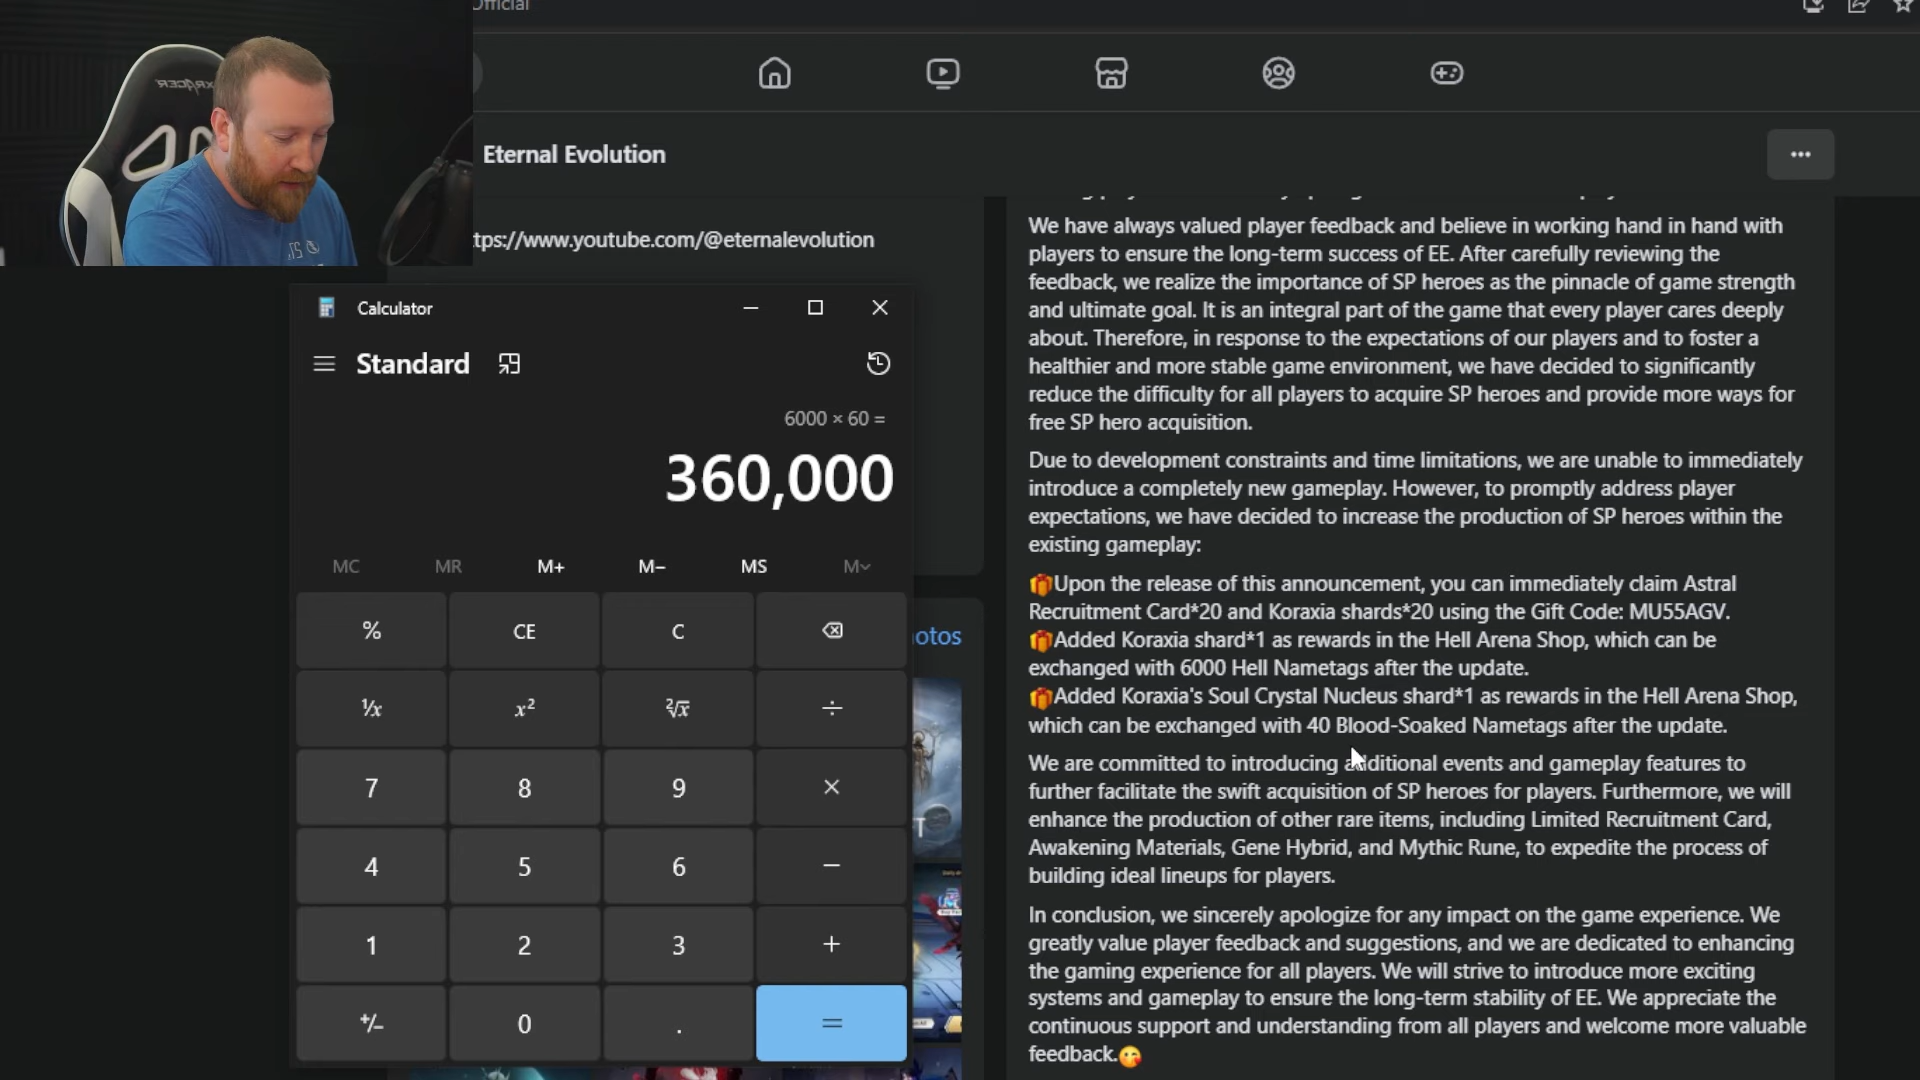 Official
Eternal Evolution
ttps://www.youtube.com/@eternalevolution
Calculator
Standard
6000 × 60 =
360,000
MC MR M+ M− MS M
% CE C
¹/x x² ²√x ÷
7 8 9 ×
4 5 6 −
1 2 3 +
+/− 0 . =
otos
We have always valued player feedback and believe in working hand in hand with
players to ensure the long-term success of EE. After carefully reviewing the
feedback, we realize the importance of SP heroes as the pinnacle of game strength
and ultimate goal. It is an integral part of the game that every player cares deeply
about. Therefore, in response to the expectations of our players and to foster a
healthier and more stable game environment, we have decided to significantly
reduce the difficulty for all players to acquire SP heroes and provide more ways for
free SP hero acquisition.
Due to development constraints and time limitations, we are unable to immediately
introduce a completely new gameplay. However, to promptly address player
expectations, we have decided to increase the production of SP heroes within the
existing gameplay:
🎁Upon the release of this announcement, you can immediately claim Astral
Recruitment Card*20 and Koraxia shards*20 using the Gift Code: MU55AGV.
🎁Added Koraxia shard*1 as rewards in the Hell Arena Shop, which can be
exchanged with 6000 Hell Nametags after the update.
🎁Added Koraxia's Soul Crystal Nucleus shard*1 as rewards in the Hell Arena Shop,
which can be exchanged with 40 Blood-Soaked Nametags after the update.
We are committed to introducing additional events and gameplay features to
further facilitate the swift acquisition of SP heroes for players. Furthermore, we will
enhance the production of other rare items, including Limited Recruitment Card,
Awakening Materials, Gene Hybrid, and Mythic Rune, to expedite the process of
building ideal lineups for players.
In conclusion, we sincerely apologize for any impact on the game experience. We
greatly value player feedback and suggestions, and we are dedicated to enhancing
the gaming experience for all players. We will strive to introduce more exciting
systems and gameplay to ensure the long-term stability of EE. We appreciate the
continuous support and understanding from all players and welcome more valuable
feedback.😋